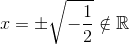 x = ±√(−1/2) ∉ ℝ